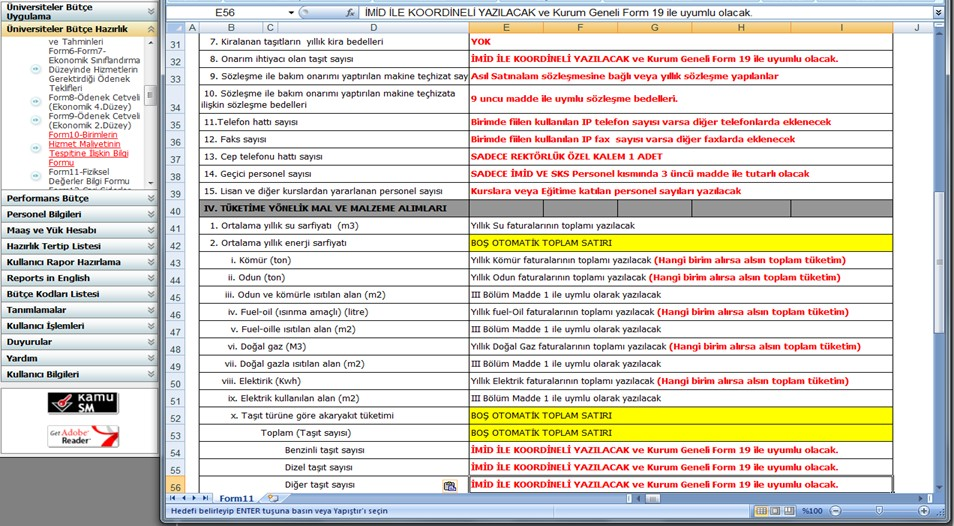 Üniversiteler Bütçe
Uygulama
Üniversiteler Bütçe Hazırlık
ve Tahminleri
Form6-Form7-
Ekonomik Sınıflandırma
Düzeyinde Hizmetlerin
Gerektirdiği Ödenek
Teklifleri
Form8-Ödenek Cetveli
(Ekonomik 4.Düzey)
Form9-Ödenek Cetveli
(Ekonomik 2.Düzey)
Form10-Birimlerin
Hizmet Maliyetinin
Tespitine İlişkin Bilgi
Formu
Form11-Fiziksel
Değerler Bilgi Formu
Performans Bütçe
Personel Bilgileri
Maaş ve Yük Hesabı
Hazırlık Tertip Listesi
Kullanıcı Rapor Hazırlama
Reports in English
Bütçe Kodları Listesi
Tanımlamalar
Kullanıcı İşlemleri
Duyurular
Yardım
Kullanıcı Bilgileri
KAMU
SM
Get Adobe
Reader
E56 fx İMİD İLE KOORDİNELİ YAZILACAK ve Kurum Geneli Form 19 ile uyumlu olacak.
A B C D E F G H I J
31 7. Kiralanan taşıtların yıllık kira bedelleri YOK
32 8. Onarım ihtiyacı olan taşıt sayısı İMİD İLE KOORDİNELİ YAZILACAK ve Kurum Geneli Form 19 ile uyumlu olacak.
33 9. Sözleşme ile bakım onarımı yaptırılan makine teçhizat say Asıl Satınalam sözleşmesine bağlı veya yıllık sözleşme yapılanlar
34 10. Sözleşme ile bakım onarımı yaptırılan makine teçhizata
ilişkin sözleşme bedelleri 9 uncu madde ile uymlu sözleşme bedelleri.
35 11.Telefon hattı sayısı Birimde fiilen kullanılan IP telefon sayısı varsa diğer telefonlarda eklenecek
36 12. Faks sayısı Birimde fiilen kullanılan IP fax sayısı varsa diğer faxlarda eklenecek
37 13. Cep telefonu hattı sayısı SADECE REKTÖRLÜK ÖZEL KALEM 1 ADET
38 14. Geçici personel sayısı SADECE İMİD VE SKS Personel kısmında 3 üncü madde ile tutarlı olacak
39 15. Lisan ve diğer kurslardan yararlanan personel sayısı Kurslara veya Eğitime katılan personel sayıları yazılacak
40 IV. TÜKETİME YÖNELİK MAL VE MALZEME ALIMLARI
41 1. Ortalama yıllık su sarfiyatı (m3) Yıllık Su faturalarının toplamı yazılacak
42 2. Ortalama yıllık enerji sarfiyatı BOŞ OTOMATİK TOPLAM SATIRI
43 i. Kömür (ton) Yıllık Kömür faturalarının toplamı yazılacak (Hangi birim alırsa alsın toplam tüketim)
44 ii. Odun (ton) Yıllık Odun faturalarının toplamı yazılacak (Hangi birim alırsa alsın toplam tüketim)
45 iii. Odun ve kömürle ısıtılan alan (m2) III Bölüm Madde 1 ile uymlu olarak yazılacak
46 iv. Fuel-oil (ısınma amaçlı) (litre) Yıllık fuel-Oil faturalarının toplamı yazılacak (Hangi birim alırsa alsın toplam tüketim)
47 v. Fuel-oille ısıtılan alan (m2) III Bölüm Madde 1 ile uymlu olarak yazılacak
48 vi. Doğal gaz (M3) Yıllık Doğal Gaz faturalarının toplamı yazılacak (Hangi birim alırsa alsın toplam tüketim)
49 vii. Doğal gazla ısıtılan alan (m2) III Bölüm Madde 1 ile uymlu olarak yazılacak
50 viii. Elektirik (Kwh) Yıllık Elektrik faturalarının toplamı yazılacak (Hangi birim alırsa alsın toplam tüketim)
51 ix. Elektrik kullanılan alan (m2) III Bölüm Madde 1 ile uymlu olarak yazılacak
52 x. Taşıt türüne göre akaryakıt tüketimi BOŞ OTOMATİK TOPLAM SATIRI
53 Toplam (Taşıt sayısı) BOŞ OTOMATİK TOPLAM SATIRI
54 Benzinli taşıt sayısı İMİD İLE KOORDİNELİ YAZILACAK ve Kurum Geneli Form 19 ile uyumlu olacak.
55 Dizel taşıt sayısı İMİD İLE KOORDİNELİ YAZILACAK ve Kurum Geneli Form 19 ile uyumlu olacak.
56 Diğer taşıt sayısı İMİD İLE KOORDİNELİ YAZILACAK ve Kurum Geneli Form 19 ile uyumlu olacak.
Form11
Hedefi belirleyip ENTER tuşuna basın veya Yapıştır'ı seçin %100